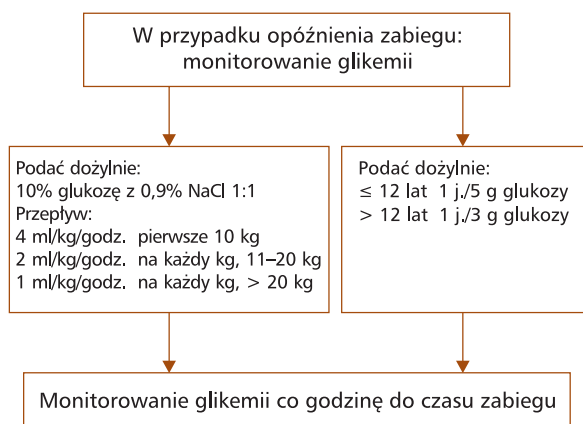 W przypadku opóźnienia zabiegu:
monitorowanie glikemii
Podać dożylnie:
10% glukozę z 0,9% NaCl 1:1
Przepływ:
4 ml/kg/godz. pierwsze 10 kg
2 ml/kg/godz. na każdy kg, 11–20 kg
1 ml/kg/godz. na każdy kg, > 20 kg
Podać dożylnie:
≤ 12 lat 1 j./5 g glukozy
> 12 lat 1 j./3 g glukozy
Monitorowanie glikemii co godzinę do czasu zabiegu